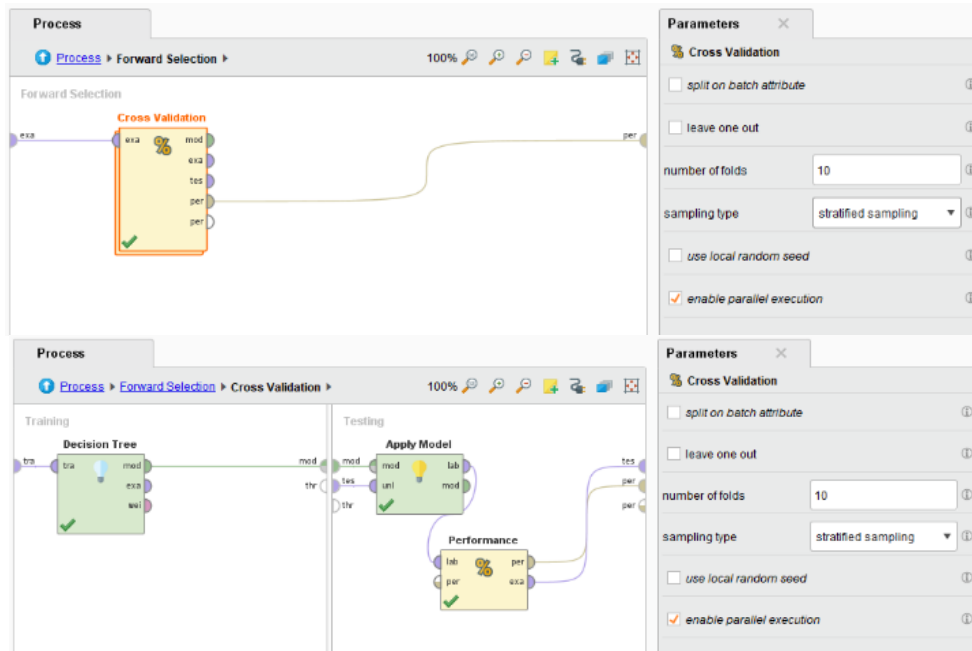 Process
Process ▸ Forward Selection ▸
100%
Forward Selection
Cross Validation
exa
exa
mod
exa
tes
per
per
per
Parameters
Cross Validation
split on batch attribute
leave one out
number of folds
10
sampling type
stratified sampling
use local random seed
enable parallel execution
Process
Process ▸ Forward Selection ▸ Cross Validation ▸
100%
Training
Decision Tree
tra
tra
mod
exa
wei
mod
thr
Testing
Apply Model
mod
tes
thr
mod
unl
lab
mod
Performance
lab
per
per
exa
tes
per
per
Parameters
Cross Validation
split on batch attribute
leave one out
number of folds
10
sampling type
stratified sampling
use local random seed
enable parallel execution